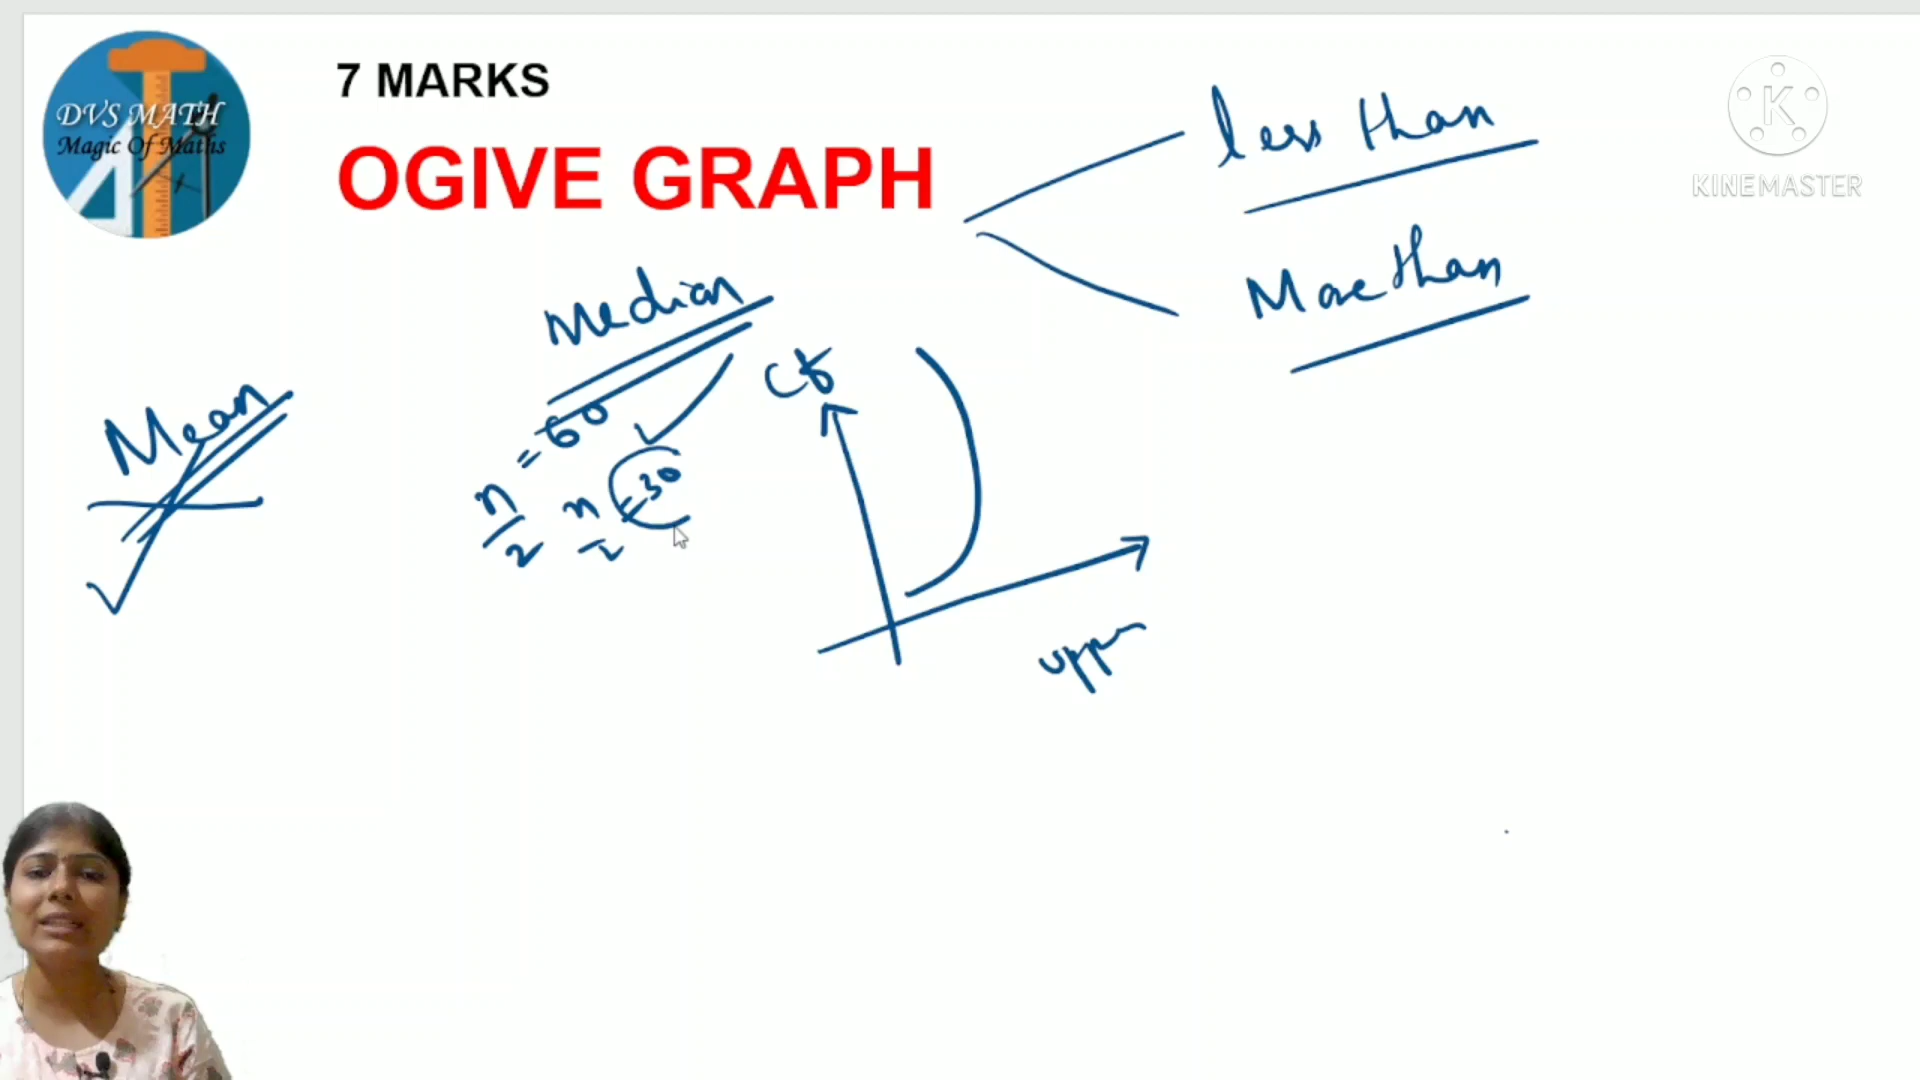 DVS MATH
Magic Of Maths
7 MARKS
OGIVE GRAPH
less than
More than
K
KINEMASTER
Median
Mean
n/2
= 60
n/2 = 30
cf
upper